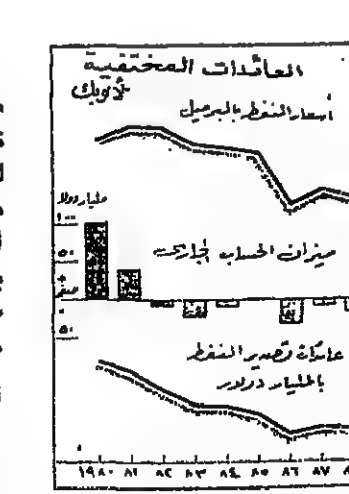 العائدات المختفية
لأوبك
أسعار النفط بالبرميل
مليار دولار
١٠٠
٥٠
+
صفر
-
٥٠
ميزان الحساب الجاري
عائدات تصدير النفط
بالمليار دولار
١٩٨٠ ٨١ ٨٢ ٨٣ ٨٤ ٨٥ ٨٦ ٨٧